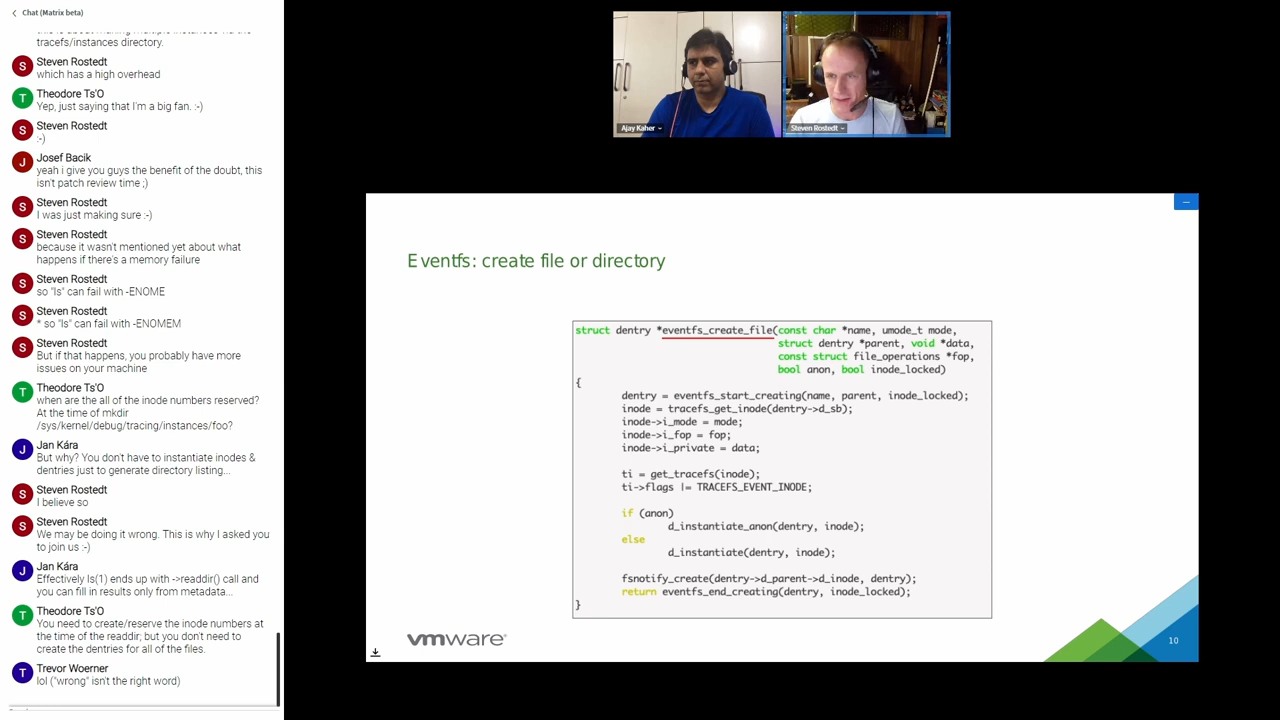 Chat (Matrix beta)
tracefs/instances directory.
Steven Rostedt
which has a high overhead
Theodore Ts'O
Yep, just saying that I'm a big fan. :-)
Steven Rostedt
:-)
Josef Bacik
yeah i give you guys the benefit of the doubt, this
isn't patch review time ;)
Steven Rostedt
I was just making sure :-)
Steven Rostedt
because it wasn't mentioned yet about what
happens if there's a memory failure
Steven Rostedt
so "ls" can fail with -ENOME
Steven Rostedt
* so "ls" can fail with -ENOMEM
Steven Rostedt
But if that happens, you probably have more
issues on your machine
Theodore Ts'O
when are the all of the inode numbers reserved?
At the time of mkdir
/sys/kernel/debug/tracing/instances/foo?
Jan Kára
But why? You don't have to instantiate inodes &
dentries just to generate directory listing...
Steven Rostedt
I believe so
Steven Rostedt
We may be doing it wrong. This is why I asked you
to join us :-)
Jan Kára
Effectively ls(1) ends up with ->readdir() call and
you can fill in results only from metadata...
Theodore Ts'O
You need to create/reserve the inode numbers at
the time of the readdir; but you don't need to
create the dentries for all of the files.
Trevor Woerner
lol ("wrong" isn't the right word)
Ajay Kaher
Steven Rostedt
Eventfs: create file or directory
struct dentry *eventfs_create_file(const char *name, umode_t mode,
struct dentry *parent, void *data,
const struct file_operations *fop,
bool anon, bool inode_locked)
{
dentry = eventfs_start_creating(name, parent, inode_locked);
inode = tracefs_get_inode(dentry->d_sb);
inode->i_mode = mode;
inode->i_fop = fop;
inode->i_private = data;
ti = get_tracefs(inode);
ti->flags |= TRACEFS_EVENT_INODE;
if (anon)
d_instantiate_anon(dentry, inode);
else
d_instantiate(dentry, inode);
fsnotify_create(dentry->d_parent->d_inode, dentry);
return eventfs_end_creating(dentry, inode_locked);
}
vmware®
10